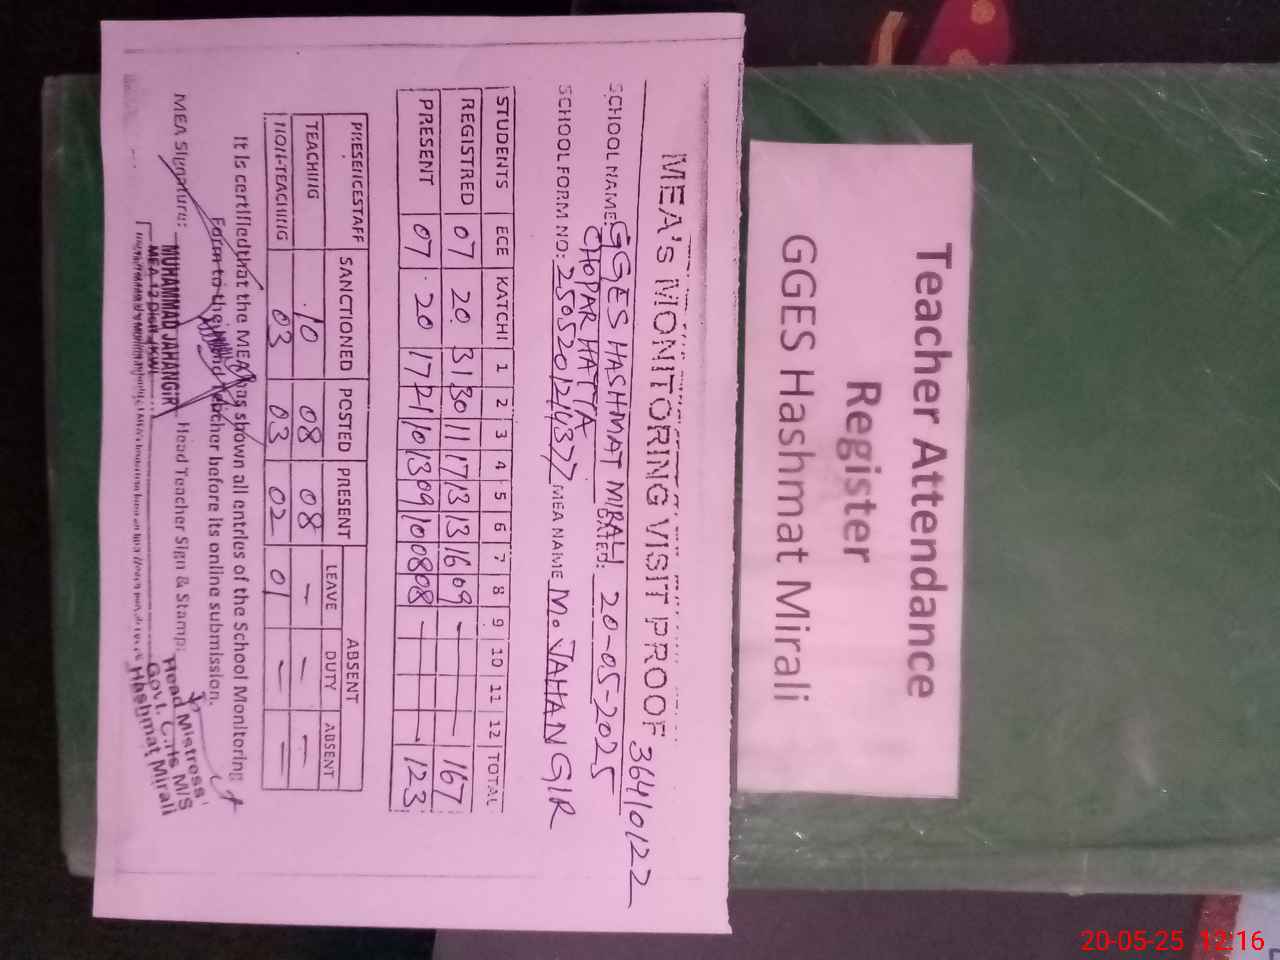 Teacher Attendance
Register
GGES Hashmat Mirali
MEA's MONITORING VISIT PROOF 36410122
SCHOOL NAME: GGES HASHMAT MIRALI DATED: 20-05-2025
CHOPAR HATTA
SCHOOL FORM NO: MEA NAME M. JAHANGIR
STUDENTS ECE KATCHI 1 2 3 4 5 6 7 8 9 10 11 12 TOTAL
REGISTRED 07 20 31 30 11 17 13 13 16 09 - - 167
PRESENT 07 20 17 21 10 13 09 10 08 08 - - 123
PRESENCESTAFF SANCTIONED POSTED PRESENT ABSENT
LEAVE DUTY ABSENT
TEACHING 10 08 08 - - -
NON-TEACHING 03 03 02 01 - -
It is certified that the MEA has shown all entries of the School Monitoring
Form to the teacher before its online submission.
MEA Signature: Head Teacher Sign & Stamp:
MUHAMMAD JAHANGIR
Head Mistress
Govt. Girls M/S
Hashmat Mirali
20-05-25 12:16